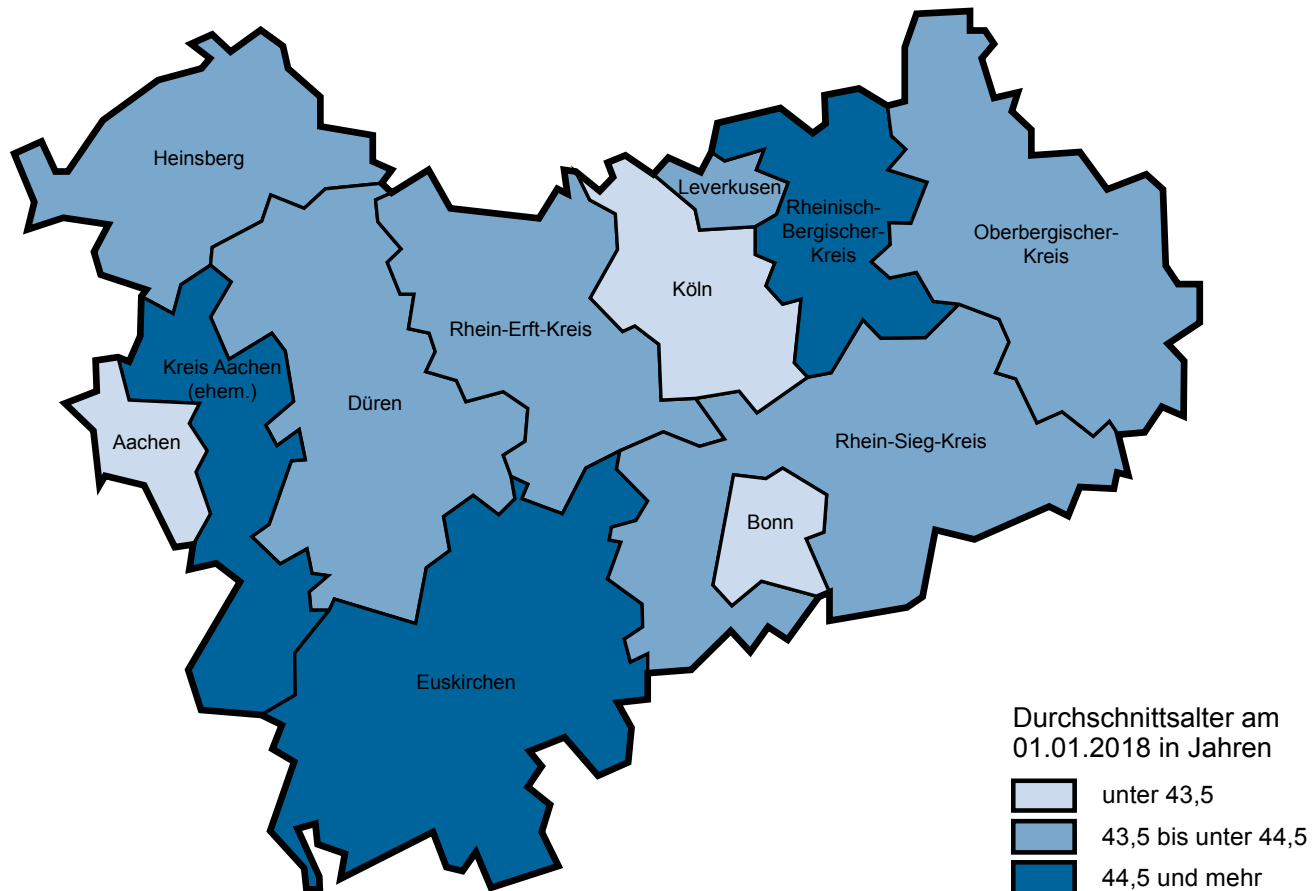 Heinsberg
Leverkusen
Rheinisch-
Bergischer-
Kreis
Oberbergischer-
Kreis
Köln
Rhein-Erft-Kreis
Kreis Aachen
(ehem.)
Düren
Aachen
Rhein-Sieg-Kreis
Bonn
Euskirchen
Durchschnittsalter am
01.01.2018 in Jahren
unter 43,5
43,5 bis unter 44,5
44,5 und mehr